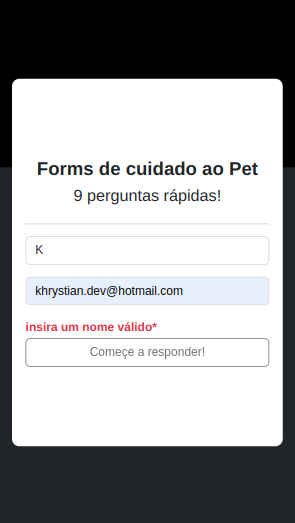 Forms de cuidado ao Pet
9 perguntas rápidas!
K
khrystian.dev@hotmail.com
insira um nome válido*
Começe a responder!